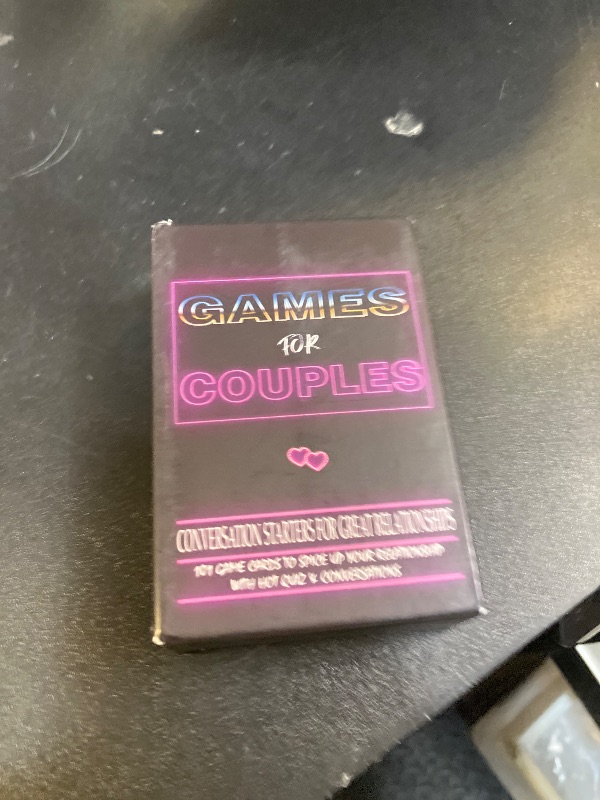 GAMES
FOR
COUPLES
CONVERSATION STARTERS FOR GREAT RELATIONSHIPS
101 GAME CARDS TO SPICE UP YOUR RELATIONSHIP
WITH HOT QUIZ & CONVERSATIONS